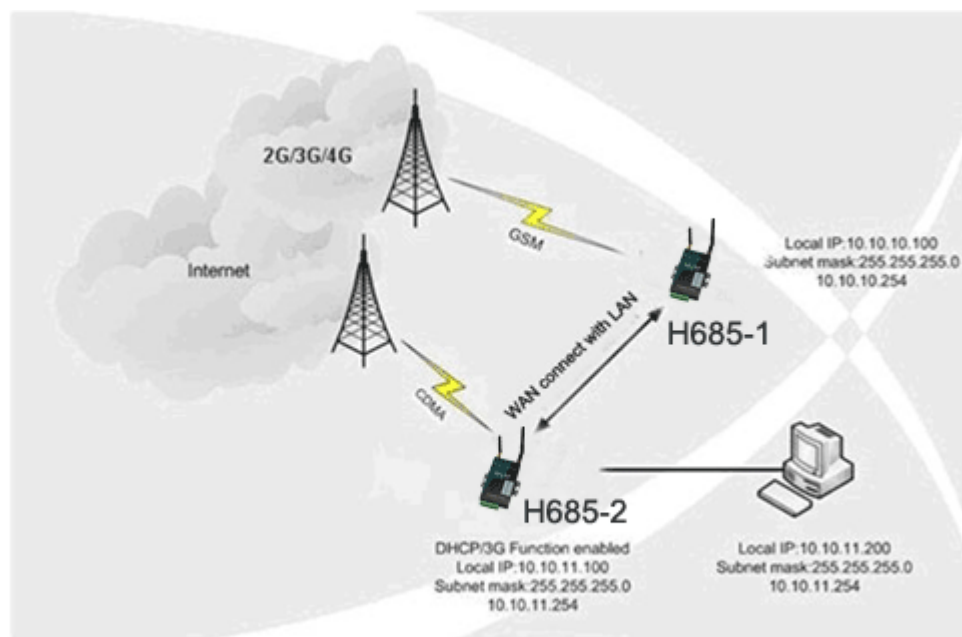 2G/3G/4G
GSM
Internet
Local IP:10.10.10.100
Subnet mask:255.255.255.0
10.10.10.254
H685-1
WAN connect with LAN
CDMA
H685-2
DHCP/3G Function enabled
Local IP:10.10.11.100
Subnet mask:255.255.255.0
10.10.11.254
Local IP:10.10.11.200
Subnet mask:255.255.255.0
10.10.11.254